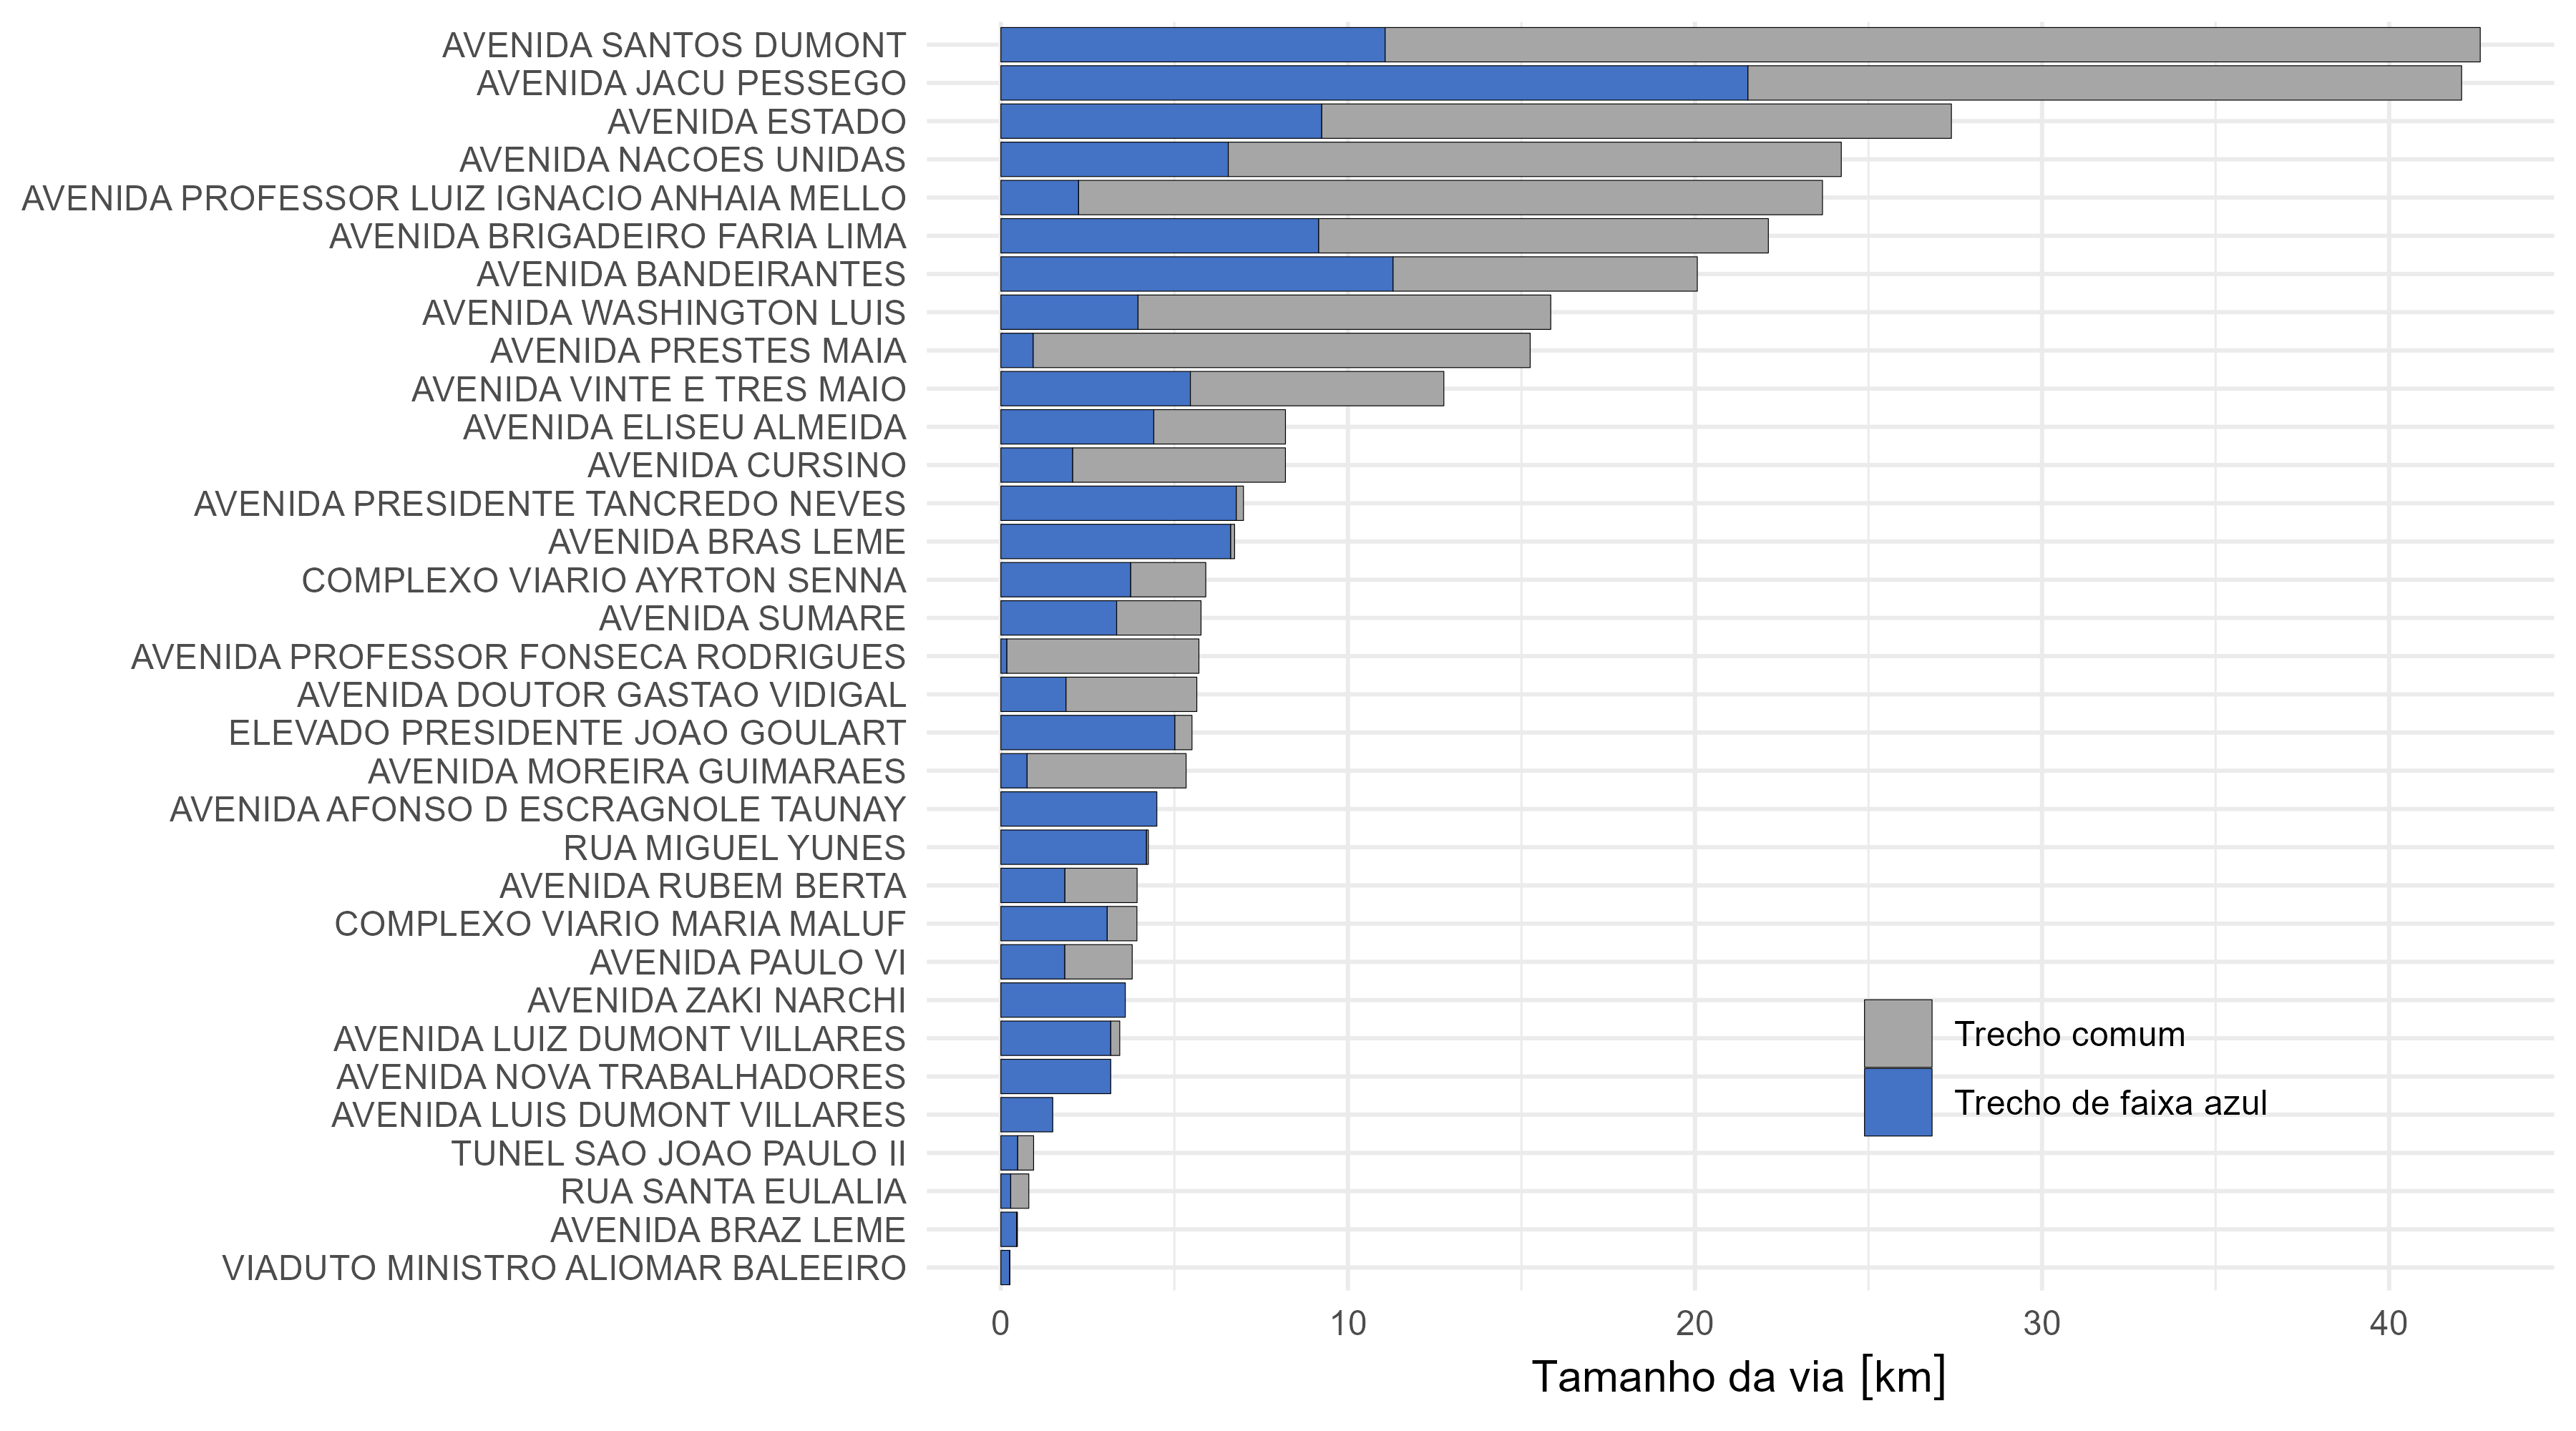 AVENIDA SANTOS DUMONT
AVENIDA JACU PESSEGO
AVENIDA ESTADO
AVENIDA NACOES UNIDAS
AVENIDA PROFESSOR LUIZ IGNACIO ANHAIA MELLO
AVENIDA BRIGADEIRO FARIA LIMA
AVENIDA BANDEIRANTES
AVENIDA WASHINGTON LUIS
AVENIDA PRESTES MAIA
AVENIDA VINTE E TRES MAIO
AVENIDA ELISEU ALMEIDA
AVENIDA CURSINO
AVENIDA PRESIDENTE TANCREDO NEVES
AVENIDA BRAS LEME
COMPLEXO VIARIO AYRTON SENNA
AVENIDA SUMARE
AVENIDA PROFESSOR FONSECA RODRIGUES
AVENIDA DOUTOR GASTAO VIDIGAL
ELEVADO PRESIDENTE JOAO GOULART
AVENIDA MOREIRA GUIMARAES
AVENIDA AFONSO D ESCRAGNOLE TAUNAY
RUA MIGUEL YUNES
AVENIDA RUBEM BERTA
COMPLEXO VIARIO MARIA MALUF
AVENIDA PAULO VI
AVENIDA ZAKI NARCHI
AVENIDA LUIZ DUMONT VILLARES
AVENIDA NOVA TRABALHADORES
AVENIDA LUIS DUMONT VILLARES
TUNEL SAO JOAO PAULO II
RUA SANTA EULALIA
AVENIDA BRAZ LEME
VIADUTO MINISTRO ALIOMAR BALEEIRO
Trecho comum
Trecho de faixa azul
0 10 20 30 40
Tamanho da via [km]